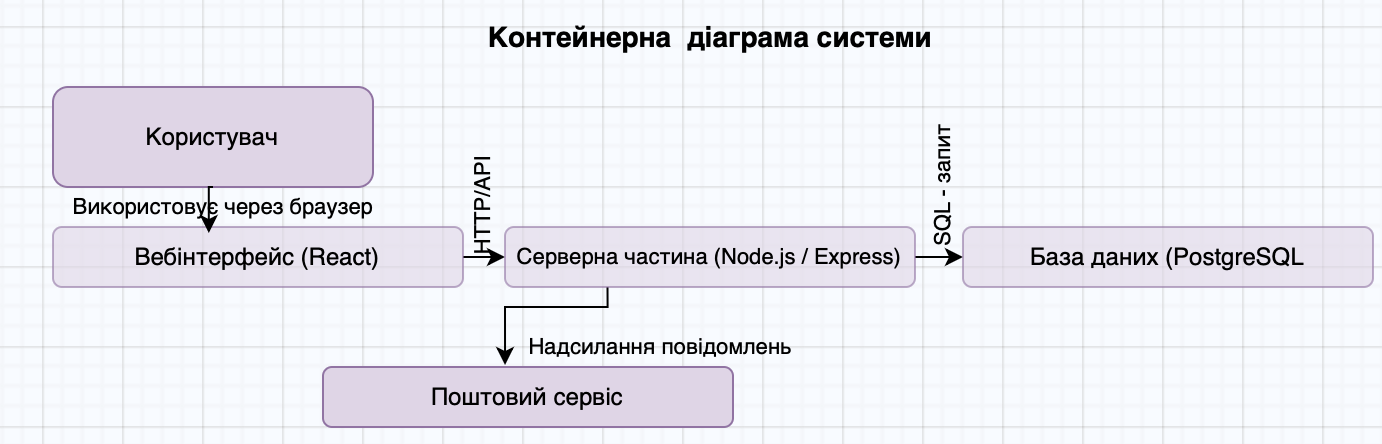 Контейнерна діаграма системи
Користувач
Використовує через браузер
HTTP/API
SQL - запит
Вебінтерфейс (React)
Серверна частина (Node.js / Express)
База даних (PostgreSQL
Надсилання повідомлень
Поштовий сервіс